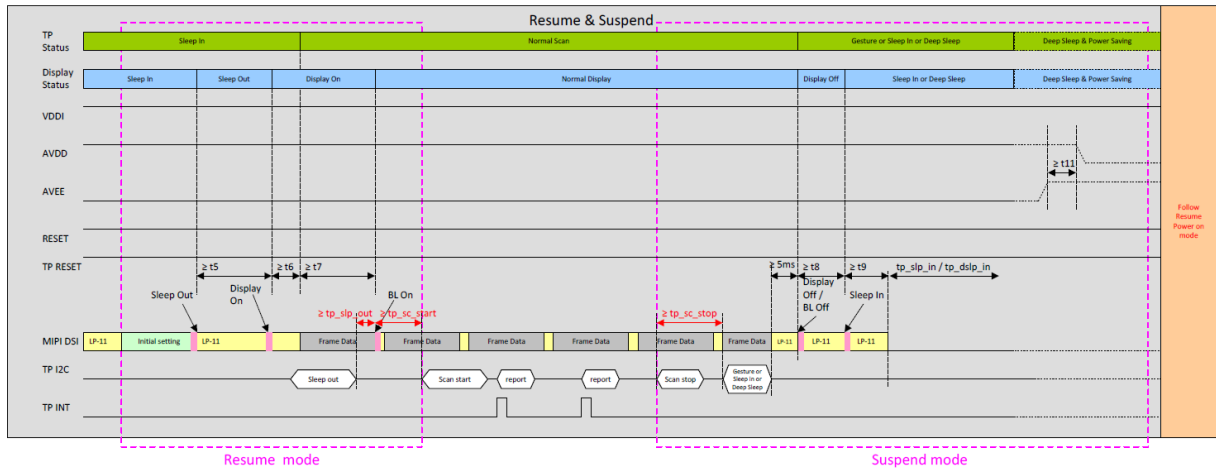 Resume & Suspend
TP
Status
Sleep In
Normal Scan
Gesture or Sleep In or Deep Sleep
Deep Sleep & Power Saving
Display
Status
Sleep In
Sleep Out
Display On
Normal Display
Display Off
Sleep In or Deep Sleep
Deep Sleep & Power Saving
VDDI
AVDD
≥ t11
AVEE
RESET
Follow
Resume
Power on
mode
TP RESET
≥ t5
≥ t6
≥ t7
≥ 5ms
≥ t8
≥ t9
tp_slp_in / tp_dslp_in
Sleep Out
Display
On
BL On
Display
Off /
BL Off
Sleep In
≥ tp_slp_out
≥ tp_sc_start
≥ tp_sc_stop
MIPI DSI
LP-11
Initial setting
LP-11
Frame Data
Frame Data
Frame Data
Frame Data
Frame Data
Frame Data
LP-11
LP-11
LP-11
TP I2C
Sleep out
Scan start
report
report
Scan stop
Gesture or
Sleep In or
Deep Sleep
TP INT
Resume mode
Suspend mode